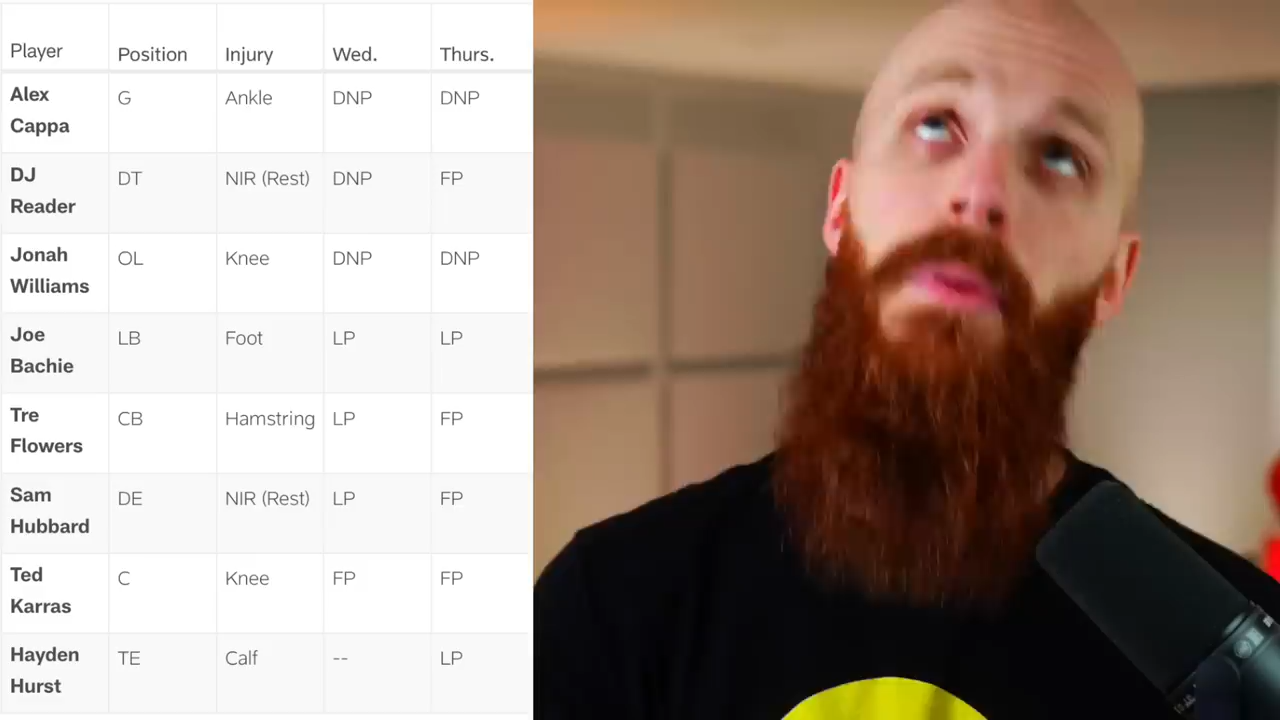 Player Position Injury Wed. Thurs.
Alex Cappa G Ankle DNP DNP
DJ Reader DT NIR (Rest) DNP FP
Jonah Williams OL Knee DNP DNP
Joe Bachie LB Foot LP LP
Tre Flowers CB Hamstring LP FP
Sam Hubbard DE NIR (Rest) LP FP
Ted Karras C Knee FP FP
Hayden Hurst TE Calf -- LP